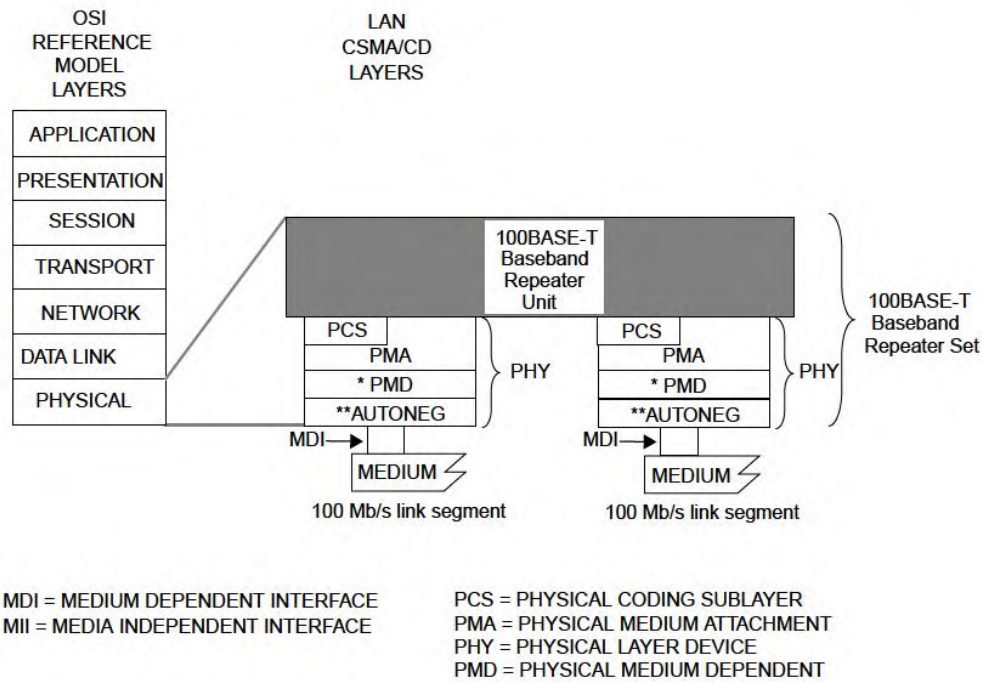 OSI
REFERENCE
MODEL
LAYERS
LAN
CSMA/CD
LAYERS
APPLICATION
PRESENTATION
SESSION
TRANSPORT
NETWORK
DATA LINK
PHYSICAL
100BASE-T
Baseband
Repeater
Unit
PCS
PMA
* PMD
**AUTONEG
PHY
MDI
MEDIUM
100 Mb/s link segment
PCS
PMA
* PMD
**AUTONEG
PHY
MDI
MEDIUM
100 Mb/s link segment
100BASE-T
Baseband
Repeater Set
MDI = MEDIUM DEPENDENT INTERFACE
MII = MEDIA INDEPENDENT INTERFACE
PCS = PHYSICAL CODING SUBLAYER
PMA = PHYSICAL MEDIUM ATTACHMENT
PHY = PHYSICAL LAYER DEVICE
PMD = PHYSICAL MEDIUM DEPENDENT